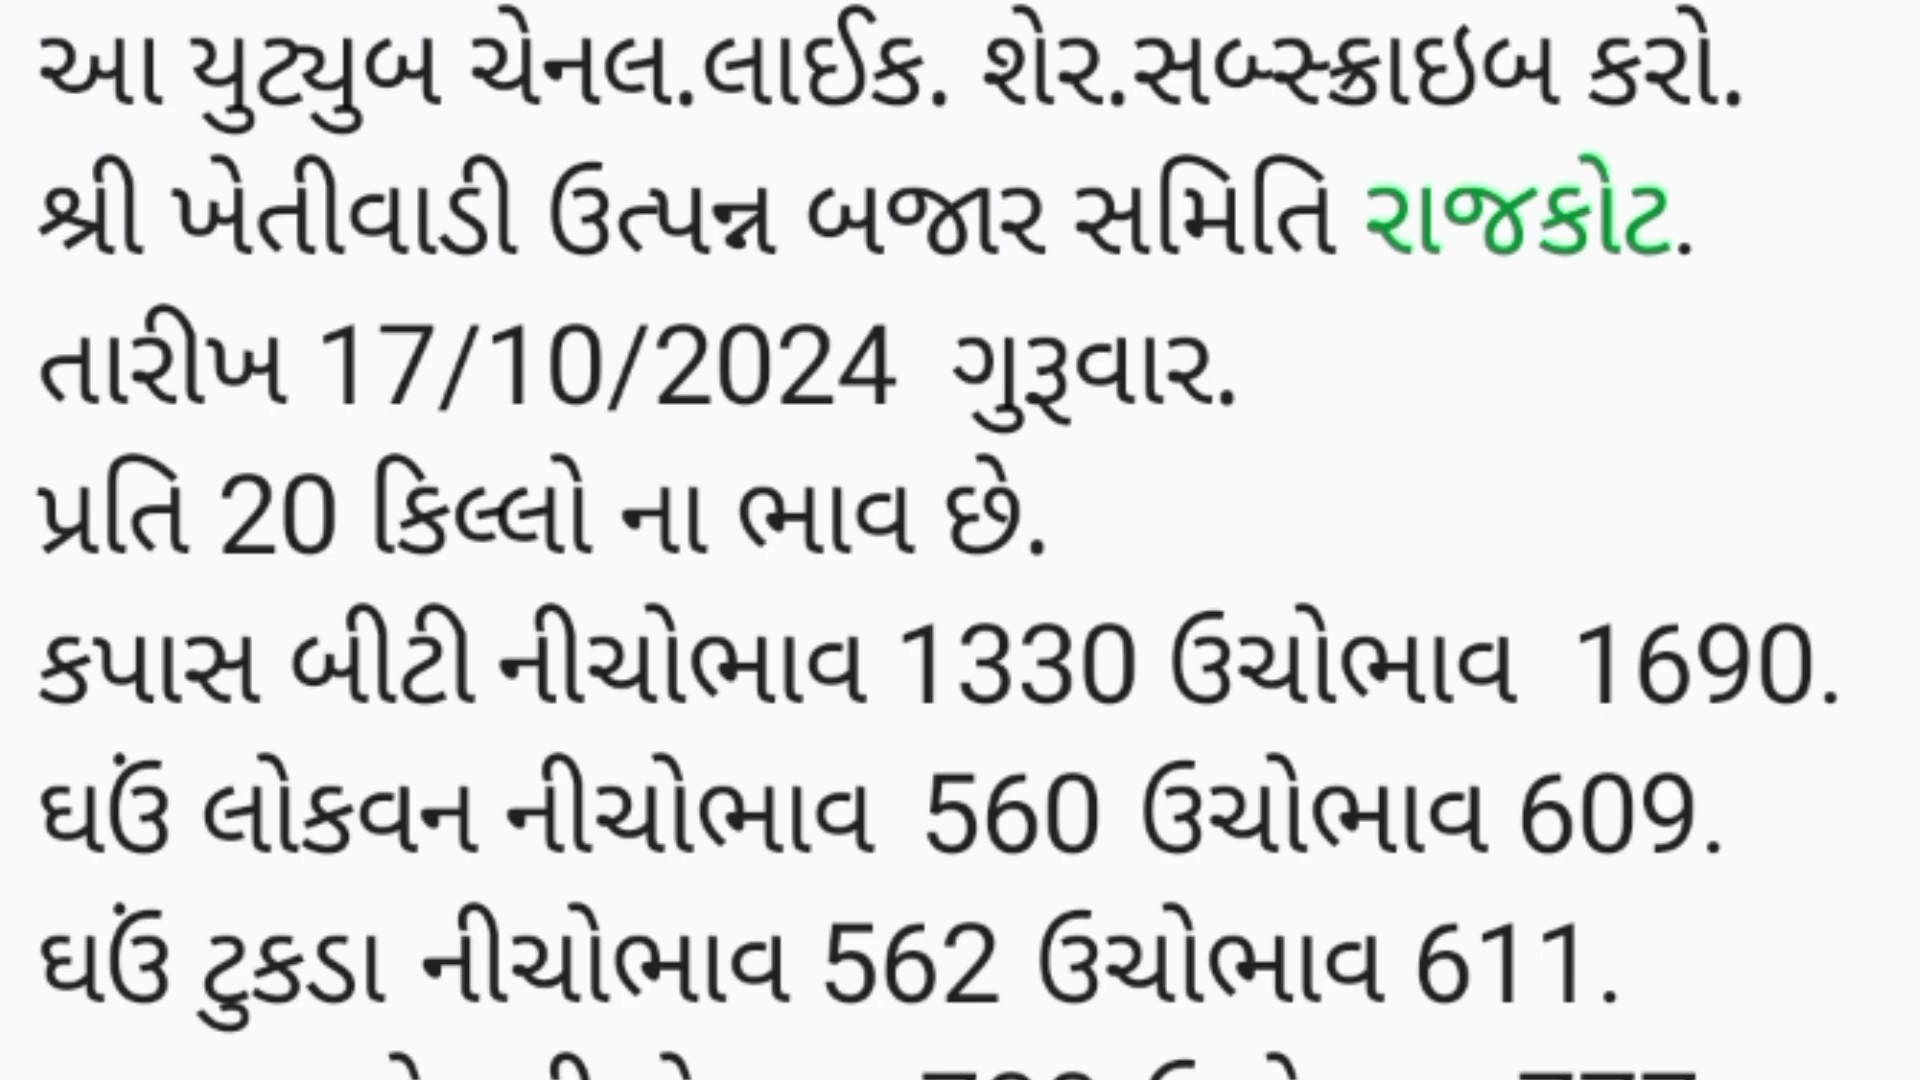 આ યુટ્યુબ ચેનલ.લાઈક. શેર.સબ્સ્ક્રાઇબ કરો.
શ્રી ખેતીવાડી ઉત્પન્ન બજાર સમિતિ રાજકોટ.
તારીખ 17/10/2024 ગુરૂવાર.
પ્રતિ 20 કિલ્લો ના ભાવ છે.
કપાસ બીટી નીચોભાવ 1330 ઉચોભાવ 1690.
ઘઉં લોકવન નીચોભાવ 560 ઉચોભાવ 609.
ઘઉં ટુકડા નીચોભાવ 562 ઉચોભાવ 611.